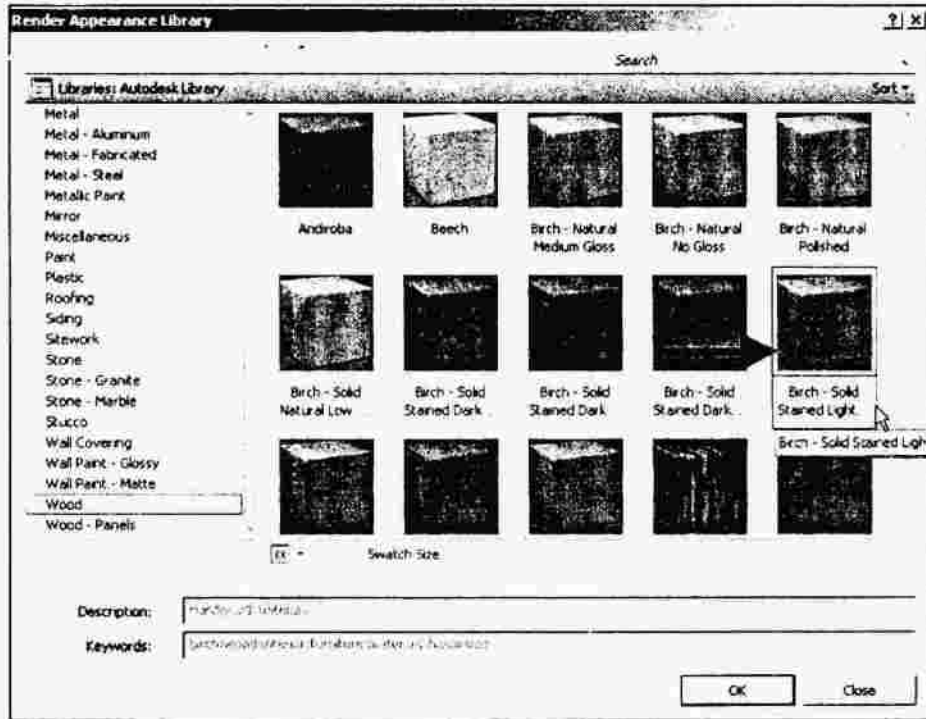 Render Appearance Library
? X
Search
Libraries: Autodesk Library
Sort
Metal
Metal - Aluminum
Metal - Fabricated
Metal - Steel
Metallic Paint
Mirror
Miscellaneous
Paint
Plastic
Roofing
Siding
Sitework
Stone
Stone - Granite
Stone - Marble
Stucco
Wall Covering
Wall Paint - Glossy
Wall Paint - Matte
Wood
Wood - Panels
Andiroba
Beech
Birch - Natural Medium Gloss
Birch - Natural No Gloss
Birch - Natural Polished
Birch - Solid Natural Low
Birch - Solid Stained Dark
Birch - Solid Stained Dark
Birch - Solid Stained Dark...
Birch - Solid Stained Light
Birch - Solid Stained Ligh
Swatch Size
Description:
Keywords:
OK
Close